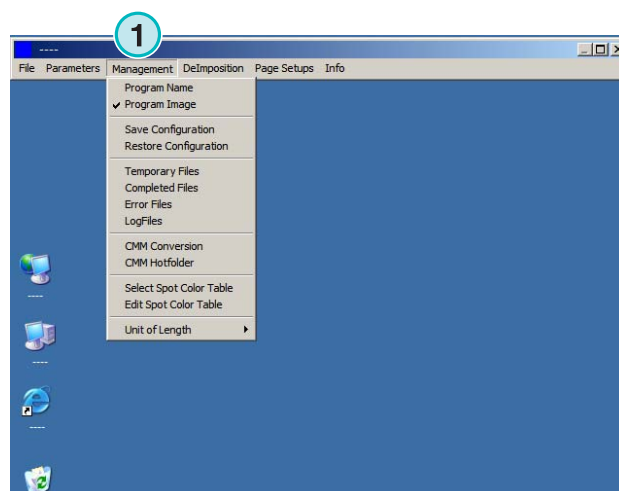 1
----
File Parameters Management DeImposition Page Setups Info
Program Name
✓ Program Image
Save Configuration
Restore Configuration
Temporary Files
Completed Files
Error Files
LogFiles
CMM Conversion
CMM Hotfolder
Select Spot Color Table
Edit Spot Color Table
Unit of Length
----
----
----